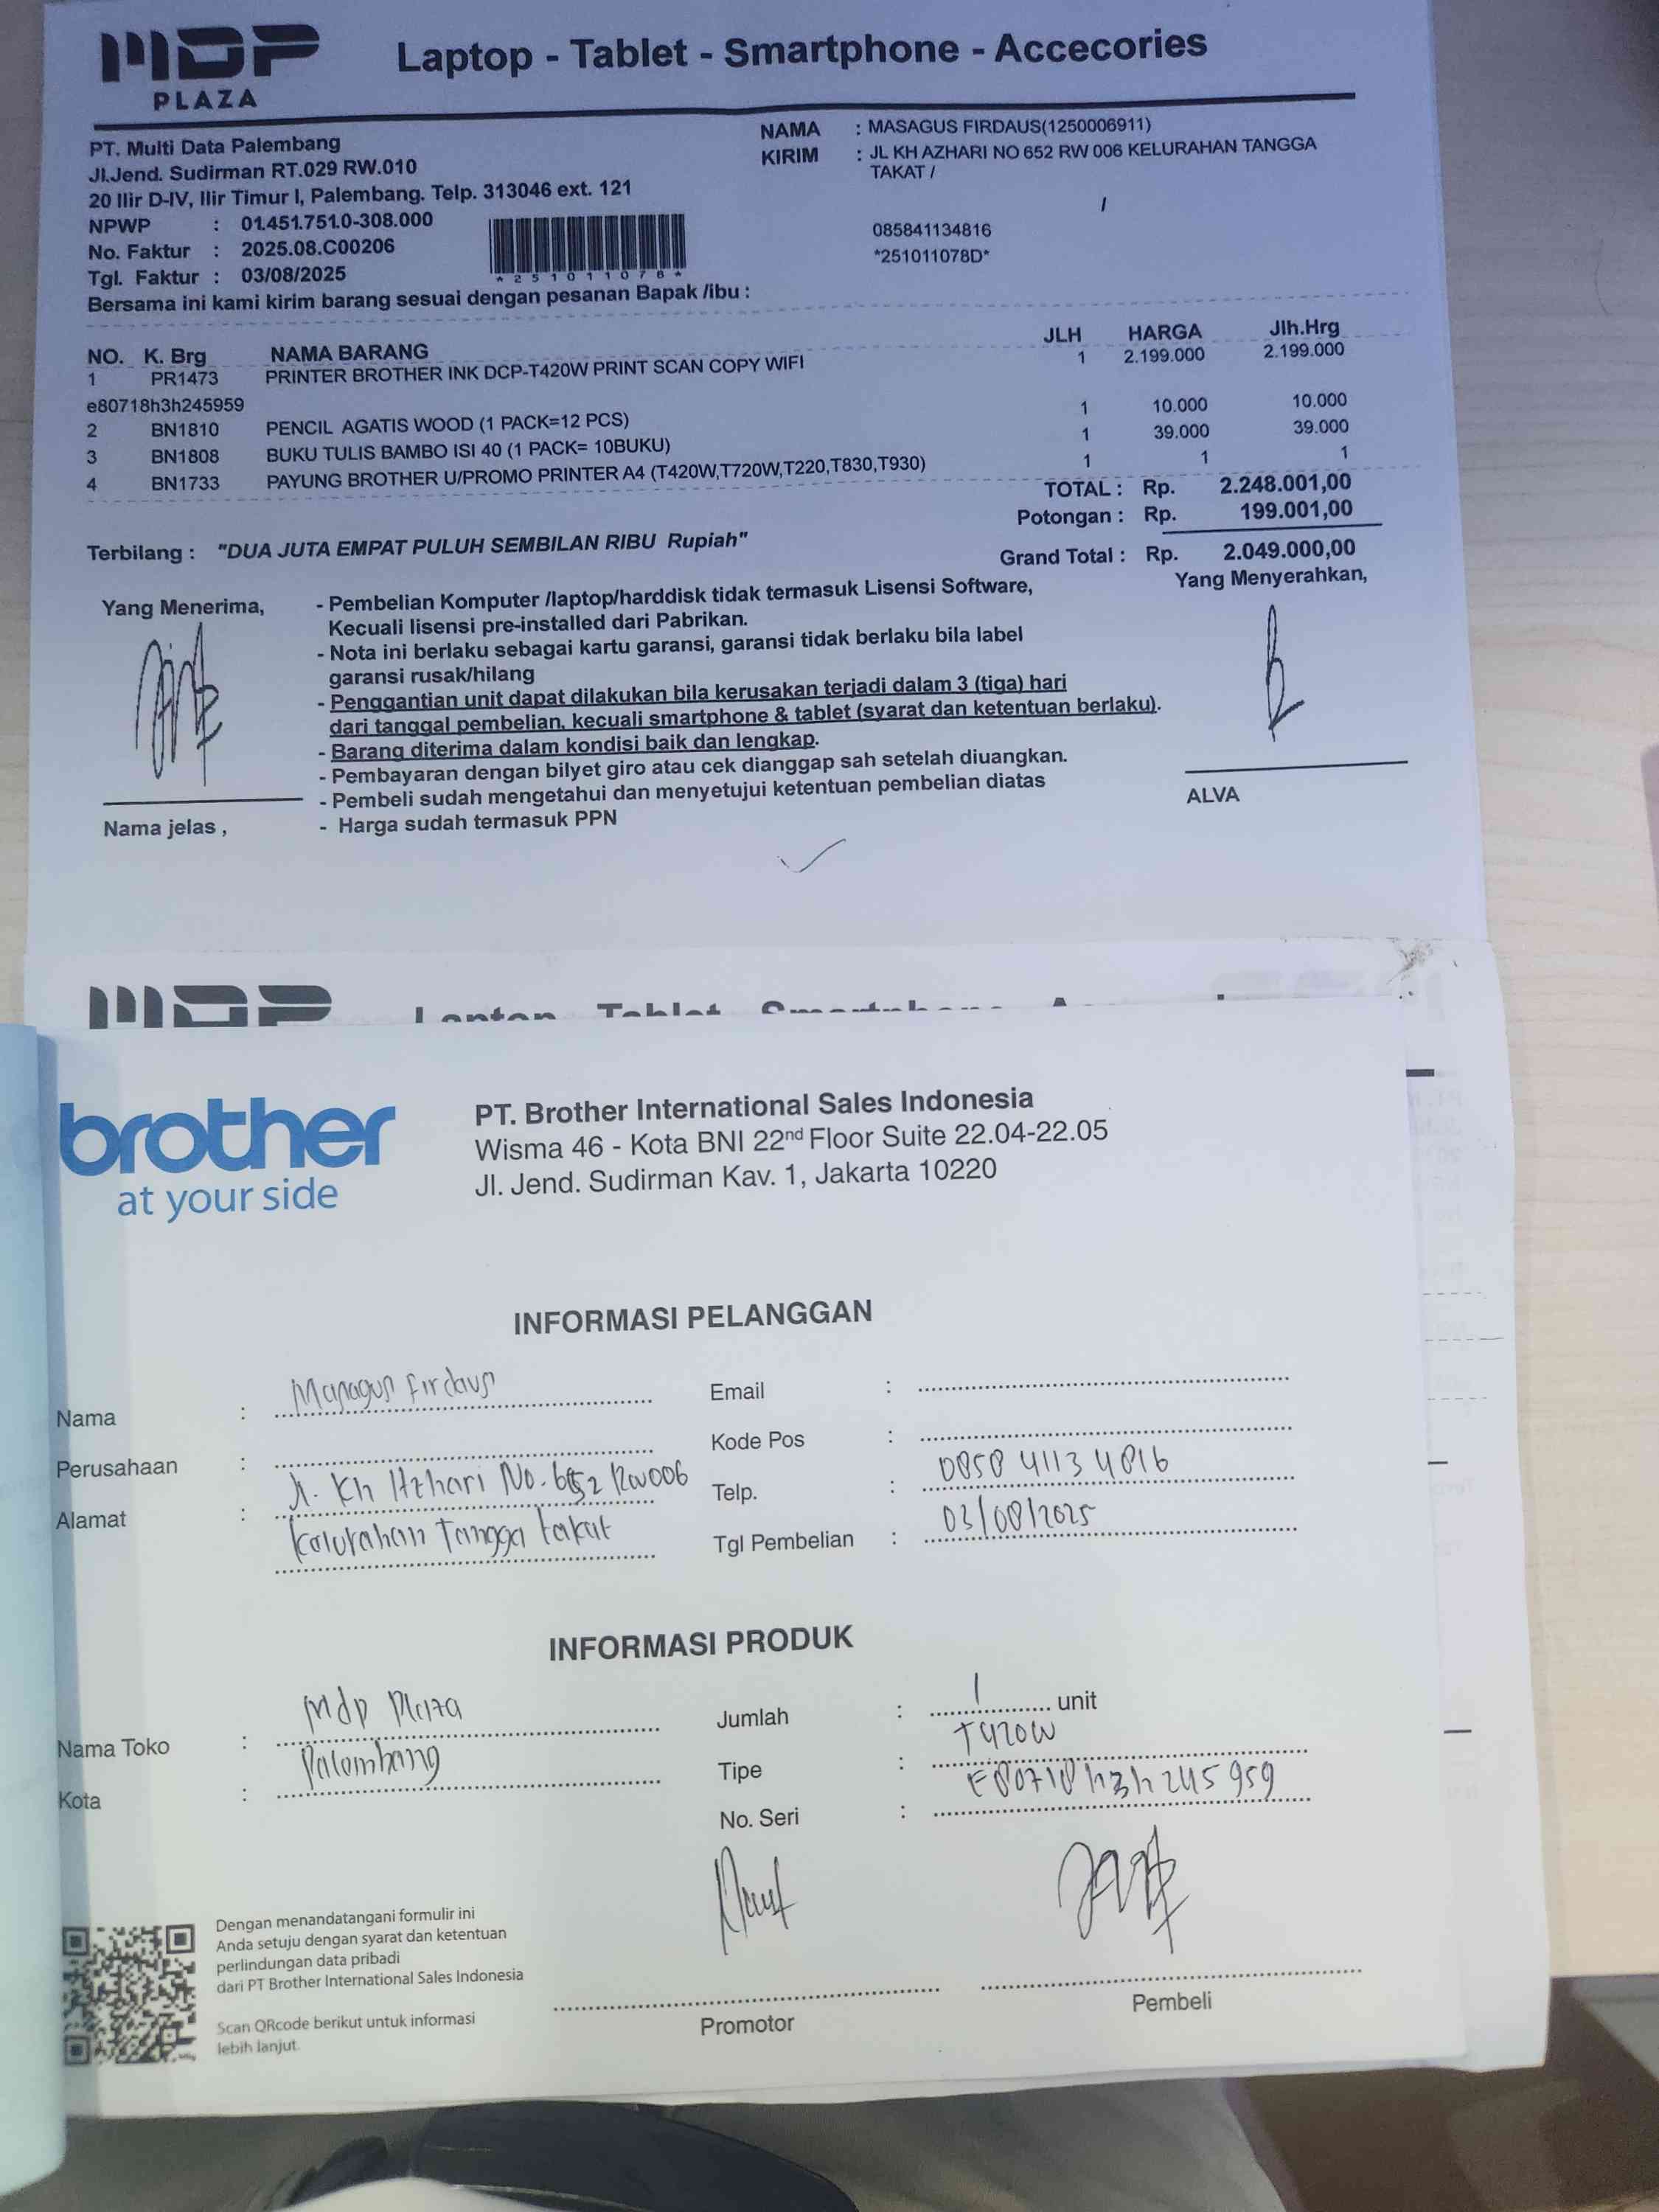 MDP
PLAZA
Laptop - Tablet - Smartphone - Accecories
PT. Multi Data Palembang
Jl.Jend. Sudirman RT.029 RW.010
20 Ilir D-IV, Ilir Timur I, Palembang. Telp. 313046 ext. 121
NPWP : 01.451.751.0-308.000
No. Faktur : 2025.08.C00206
Tgl. Faktur : 03/08/2025
NAMA : MASAGUS FIRDAUS(1250006911)
KIRIM : JL KH AZHARI NO 652 RW 006 KELURAHAN TANGGA
TAKAT /
/
085841134816
*251011078D*
Bersama ini kami kirim barang sesuai dengan pesanan Bapak /ibu :
NO. K. Brg NAMA BARANG JLH HARGA Jlh.Hrg
1 PR1473 PRINTER BROTHER INK DCP-T420W PRINT SCAN COPY WIFI 1 2.199.000 2.199.000
e80718h3h245959
2 BN1810 PENCIL AGATIS WOOD (1 PACK=12 PCS) 1 10.000 10.000
3 BN1808 BUKU TULIS BAMBO ISI 40 (1 PACK= 10BUKU) 1 39.000 39.000
4 BN1733 PAYUNG BROTHER U/PROMO PRINTER A4 (T420W,T720W,T220,T830,T930) 1 1 1
TOTAL : Rp. 2.248.001,00
Potongan : Rp. 199.001,00
Terbilang : "DUA JUTA EMPAT PULUH SEMBILAN RIBU Rupiah"
Grand Total : Rp. 2.049.000,00
Yang Menerima,
Yang Menyerahkan,
- Pembelian Komputer /laptop/harddisk tidak termasuk Lisensi Software,
Kecuali lisensi pre-installed dari Pabrikan.
- Nota ini berlaku sebagai kartu garansi, garansi tidak berlaku bila label
garansi rusak/hilang
- Penggantian unit dapat dilakukan bila kerusakan terjadi dalam 3 (tiga) hari
dari tanggal pembelian, kecuali smartphone & tablet (syarat dan ketentuan berlaku).
- Barang diterima dalam kondisi baik dan lengkap.
- Pembayaran dengan bilyet giro atau cek dianggap sah setelah diuangkan.
- Pembeli sudah mengetahui dan menyetujui ketentuan pembelian diatas
- Harga sudah termasuk PPN
Nama jelas ,
ALVA
MDP
Laptop Tablet Smartphone
brother
at your side
PT. Brother International Sales Indonesia
Wisma 46 - Kota BNI 22nd Floor Suite 22.04-22.05
Jl. Jend. Sudirman Kav. 1, Jakarta 10220
INFORMASI PELANGGAN
Nama : Masagus Firdaus
Perusahaan :
Alamat : Jl. Kh Azhari No. 652 RW006
Kelurahan Tangga takat
Email :
Kode Pos :
Telp. : 0858 4113 4816
Tgl Pembelian : 03/08/2025
INFORMASI PRODUK
Nama Toko : Mdp Plaza
Kota : Palembang
Jumlah : 1 unit
Tipe : T420W
No. Seri : E80718h3h245959
Dengan menandatangani formulir ini
Anda setuju dengan syarat dan ketentuan
perlindungan data pribadi
dari PT Brother International Sales Indonesia
Scan QRcode berikut untuk informasi
lebih lanjut.
Promotor
Pembeli